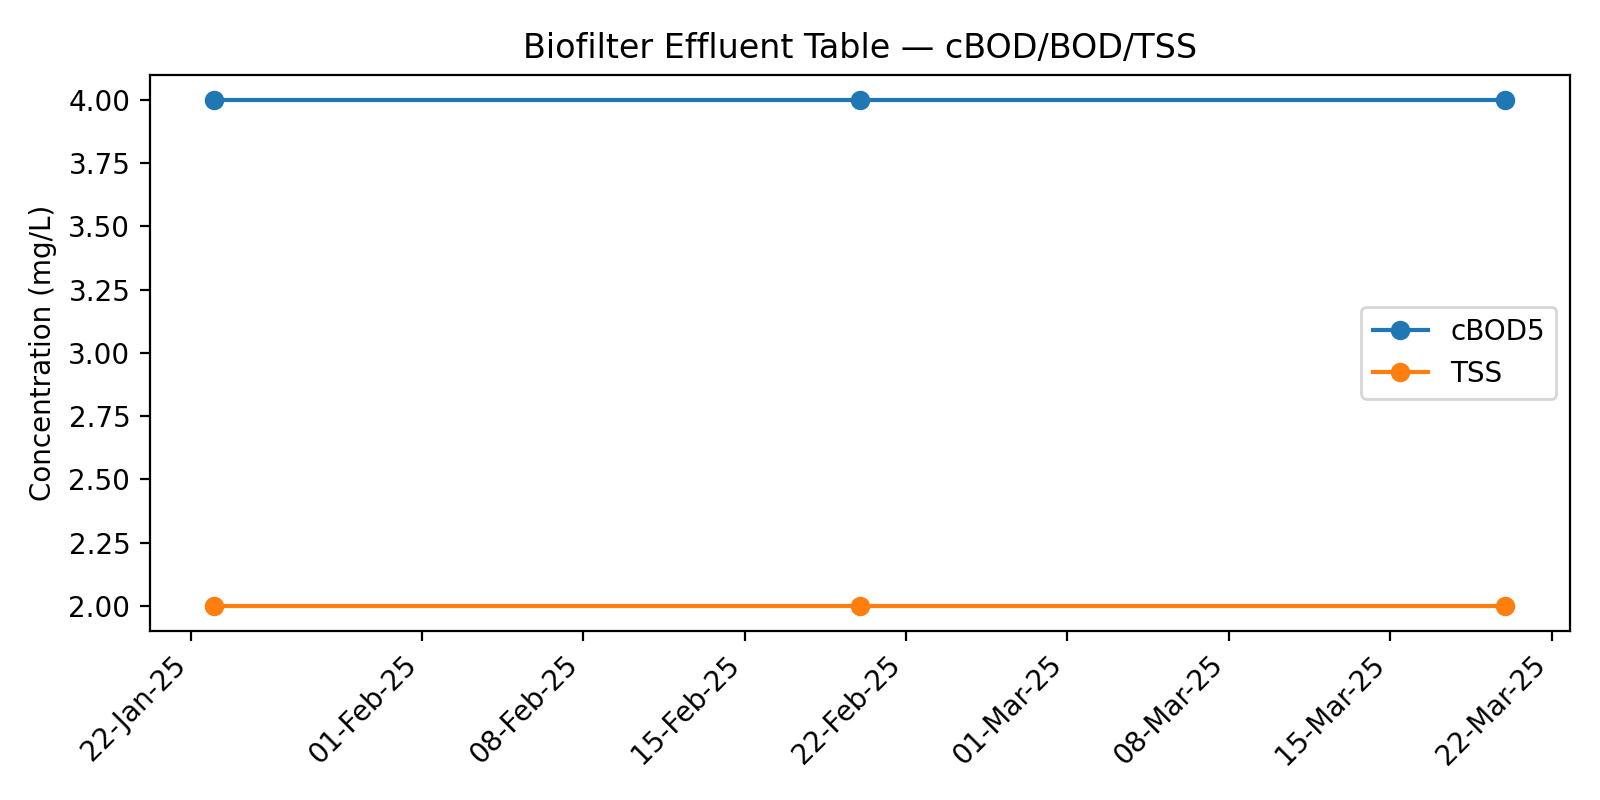 Biofilter Effluent Table — cBOD/BOD/TSS
Concentration (mg/L)
4.00
3.75
3.50
3.25
3.00
2.75
2.50
2.25
2.00
cBOD5
TSS
22-Jan-25
01-Feb-25
08-Feb-25
15-Feb-25
22-Feb-25
01-Mar-25
08-Mar-25
15-Mar-25
22-Mar-25